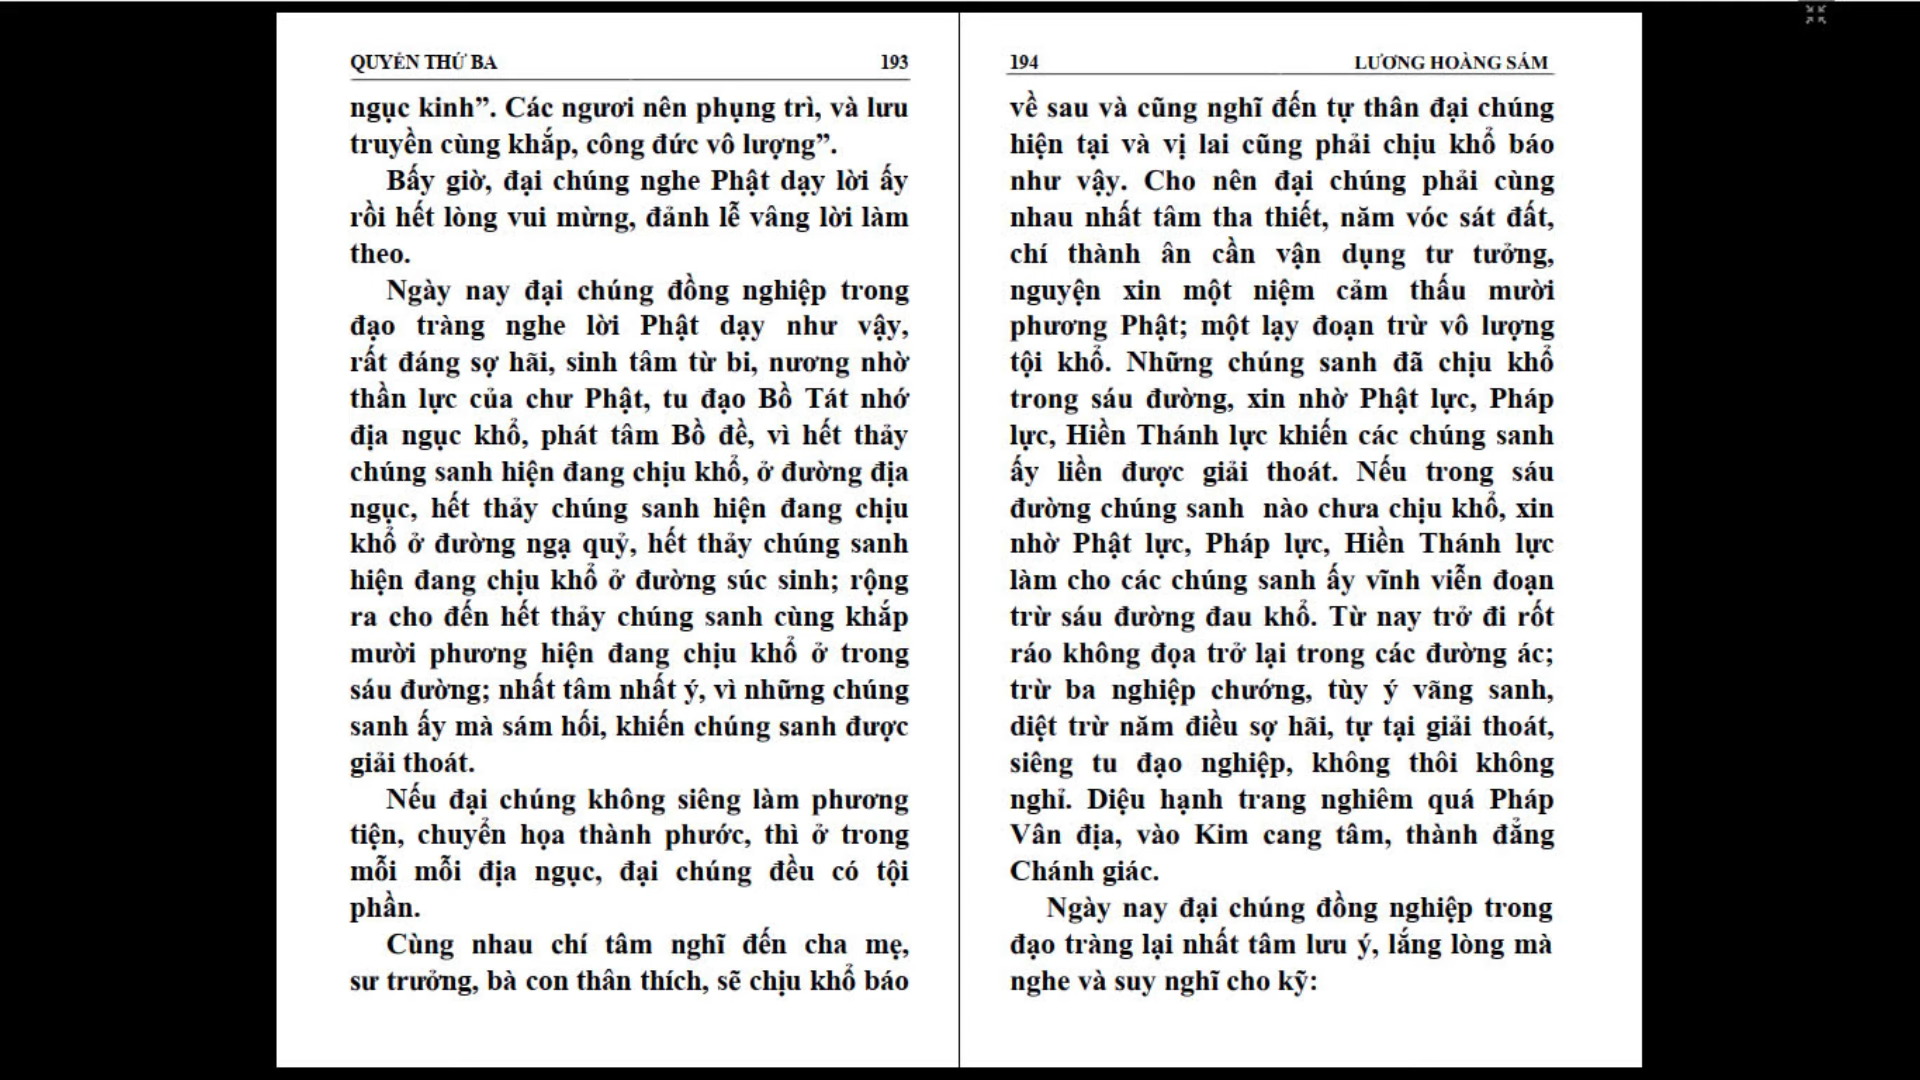 QUYỂN THỨ BA 193
ngục kinh”. Các ngươi nên phụng trì, và lưu
truyền cùng khắp, công đức vô lượng”.
Bấy giờ, đại chúng nghe Phật dạy lời ấy
rồi hết lòng vui mừng, đảnh lễ vâng lời làm
theo.
Ngày nay đại chúng đồng nghiệp trong
đạo tràng nghe lời Phật dạy như vậy,
rất đáng sợ hãi, sinh tâm từ bi, nương nhờ
thần lực của chư Phật, tu đạo Bồ Tát nhớ
địa ngục khổ, phát tâm Bồ đề, vì hết thảy
chúng sanh hiện đang chịu khổ, ở đường địa
ngục, hết thảy chúng sanh hiện đang chịu
khổ ở đường ngạ quỷ, hết thảy chúng sanh
hiện đang chịu khổ ở đường súc sinh; rộng
ra cho đến hết thảy chúng sanh cùng khắp
mười phương hiện đang chịu khổ ở trong
sáu đường; nhất tâm nhất ý, vì những chúng
sanh ấy mà sám hối, khiến chúng sanh được
giải thoát.
Nếu đại chúng không siêng làm phương
tiện, chuyển họa thành phước, thì ở trong
mỗi mỗi địa ngục, đại chúng đều có tội
phần.
Cùng nhau chí tâm nghĩ đến cha mẹ,
sư trưởng, bà con thân thích, sẽ chịu khổ báo
194 LƯƠNG HOÀNG SÁM
về sau và cũng nghĩ đến tự thân đại chúng
hiện tại và vị lai cũng phải chịu khổ báo
như vậy. Cho nên đại chúng phải cùng
nhau nhất tâm tha thiết, năm vóc sát đất,
chí thành ân cần vận dụng tư tưởng,
nguyện xin một niệm cảm thấu mười
phương Phật; một lạy đoạn trừ vô lượng
tội khổ. Những chúng sanh đã chịu khổ
trong sáu đường, xin nhờ Phật lực, Pháp
lực, Hiền Thánh lực khiến các chúng sanh
ấy liền được giải thoát. Nếu trong sáu
đường chúng sanh nào chưa chịu khổ, xin
nhờ Phật lực, Pháp lực, Hiền Thánh lực
làm cho các chúng sanh ấy vĩnh viễn đoạn
trừ sáu đường đau khổ. Từ nay trở đi rốt
ráo không đọa trở lại trong các đường ác;
trừ ba nghiệp chướng, tùy ý vãng sanh,
diệt trừ năm điều sợ hãi, tự tại giải thoát,
siêng tu đạo nghiệp, không thôi không
nghỉ. Diệu hạnh trang nghiêm quá Pháp
Vân địa, vào Kim cang tâm, thành đẳng
Chánh giác.
Ngày nay đại chúng đồng nghiệp trong
đạo tràng lại nhất tâm lưu ý, lắng lòng mà
nghe và suy nghĩ cho kỹ: